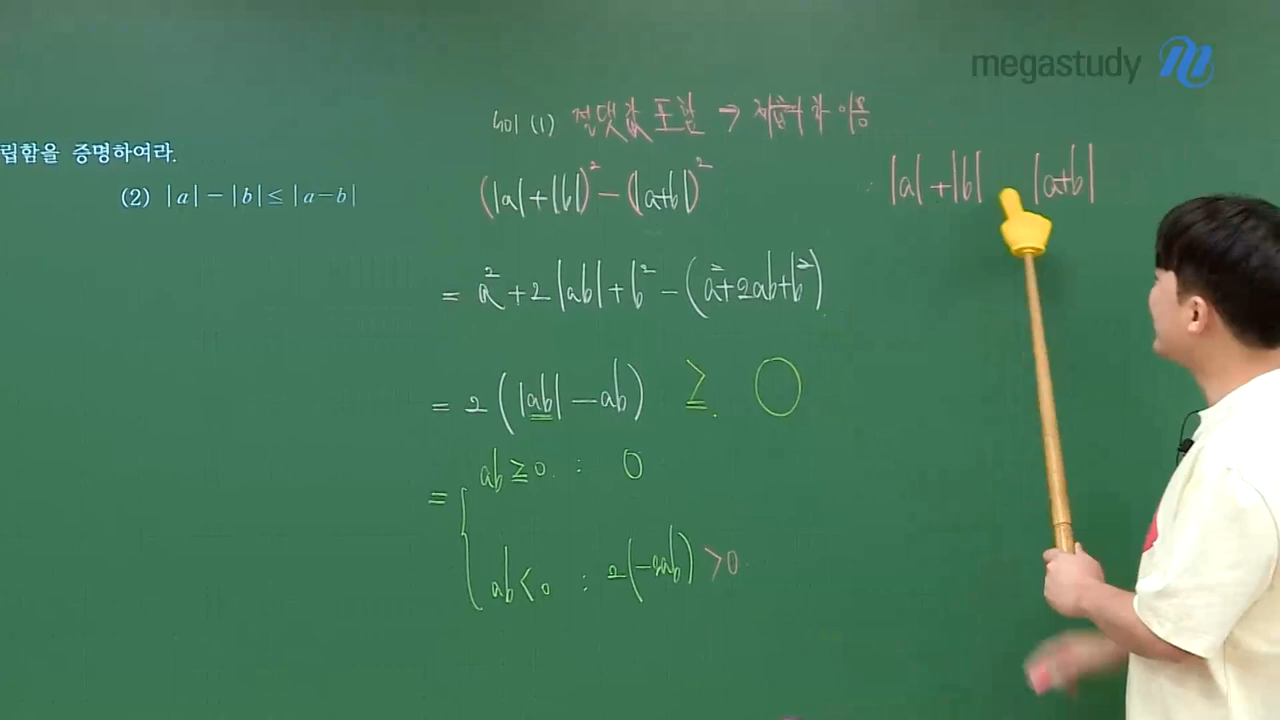 megastudy
401 (1) 절댓값 포함 → 제곱의 차 이용
립함을 증명하여라.
(2) |a|-|b|≤|a-b|
(|a|+|b|)²-(|a+b|)²
|a|+|b| |a+b|
= a²+2|ab|+b²-(a²+2ab+b²)
= 2(|ab|-ab) ≥ 0
= { ab≥0 : 0
ab<0 : 2(-2ab) >0